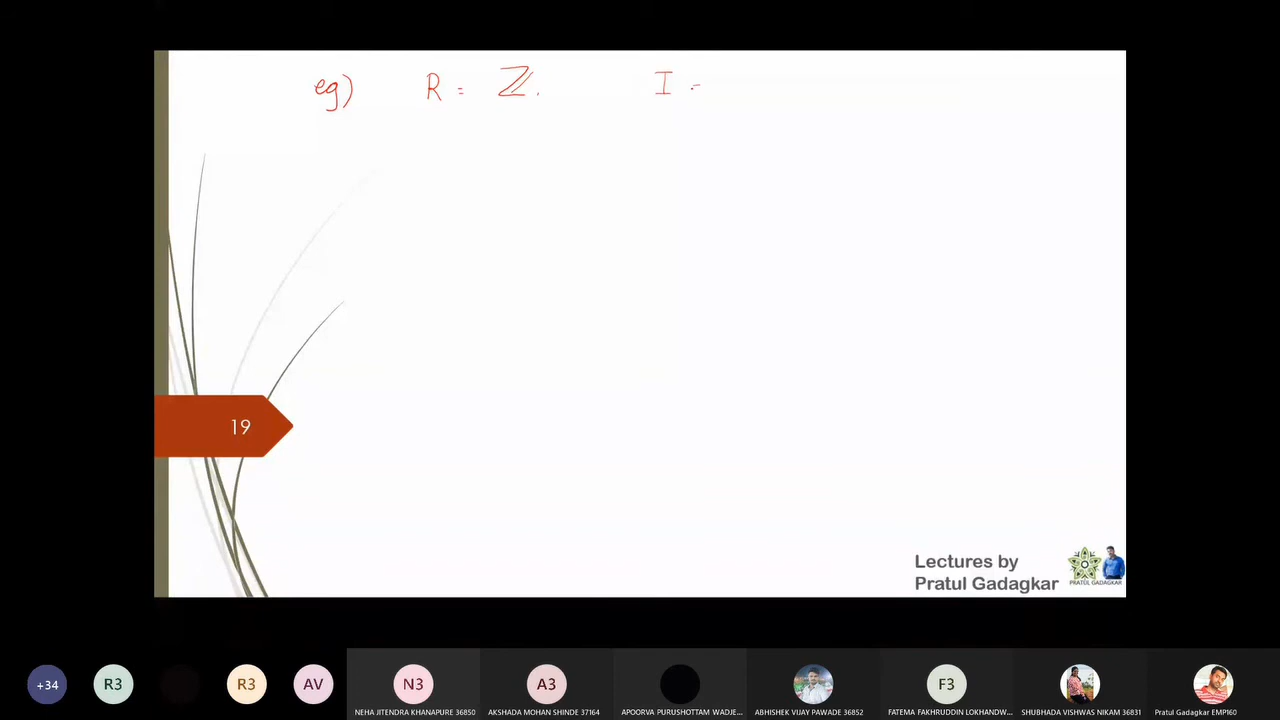 eg) R = ℤ. I =
19
Lectures by
Pratul Gadagkar
PRATUL GADAGKAR
+34 R3 R3 AV N3 A3 F3
NEHA JITENDRA KHANAPURE 36850 AKSHADA MOHAN SHINDE 37164 APOORVA PURUSHOTTAM WADJE... ABHISHEK VIJAY PAWADE 36852 FATEMA FAKHRUDDIN LOKHANDW... SHUBHADA VISHWAS NIKAM 36831 Pratul Gadagkar EMP160